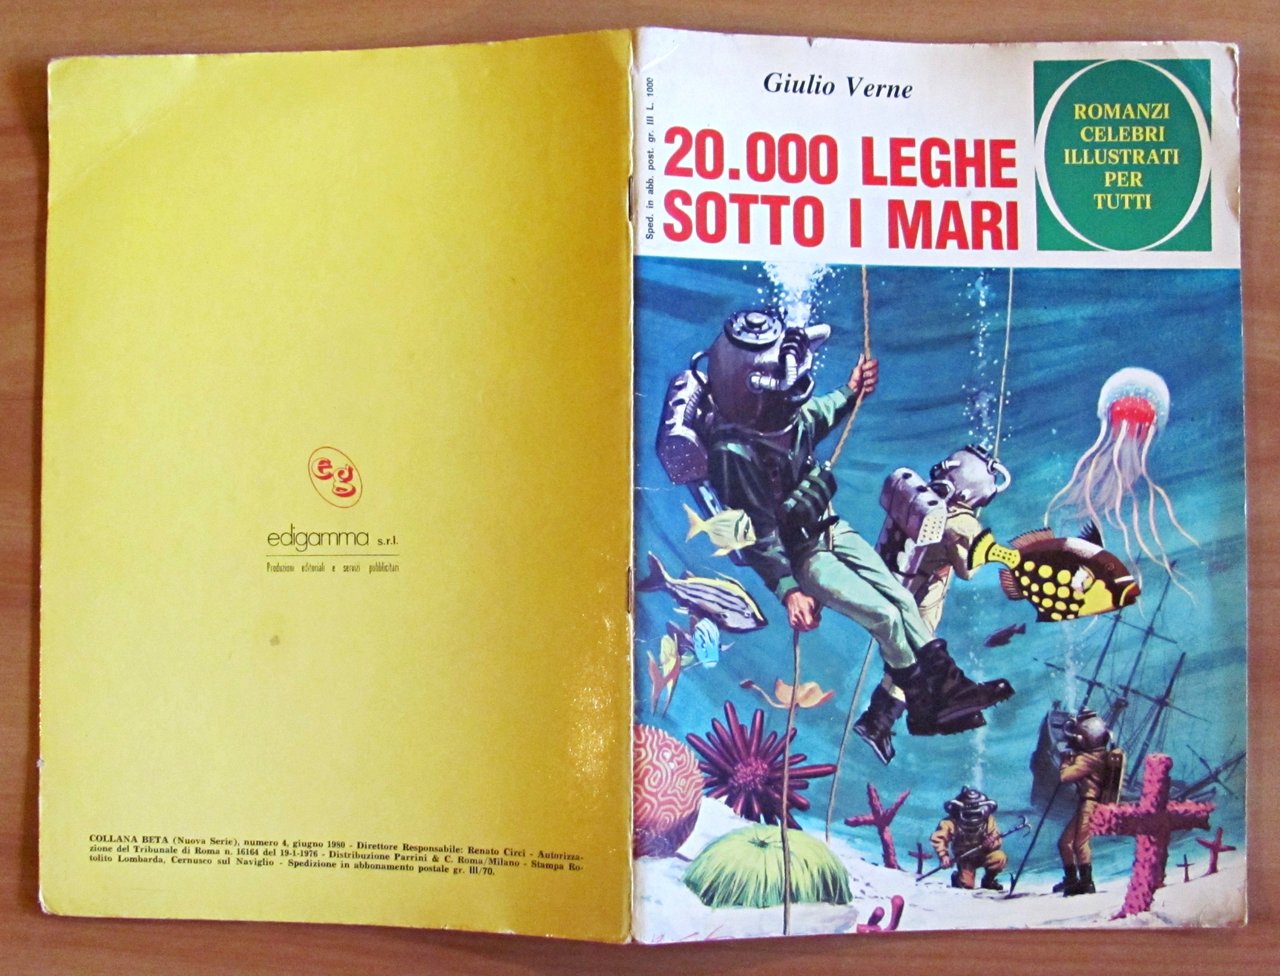 eg
edigamma s.r.l.
Produzioni editoriali e servizi pubblicitari
COLLANA BETA (Nuova Serie), numero 4, giugno 1980 - Direttore Responsabile: Renato Circi - Autorizza-
zione del Tribunale di Roma n. 16164 del 19-1-1976 - Distribuzione Parrini & C. Roma/Milano - Stampa Ro-
tolito Lombarda, Cernusco sul Naviglio - Spedizione in abbonamento postale gr. III/70.
Sped. in abb. post. gr. III L. 1000
Giulio Verne
20.000 LEGHE
SOTTO I MARI
ROMANZI
CELEBRI
ILLUSTRATI
PER
TUTTI